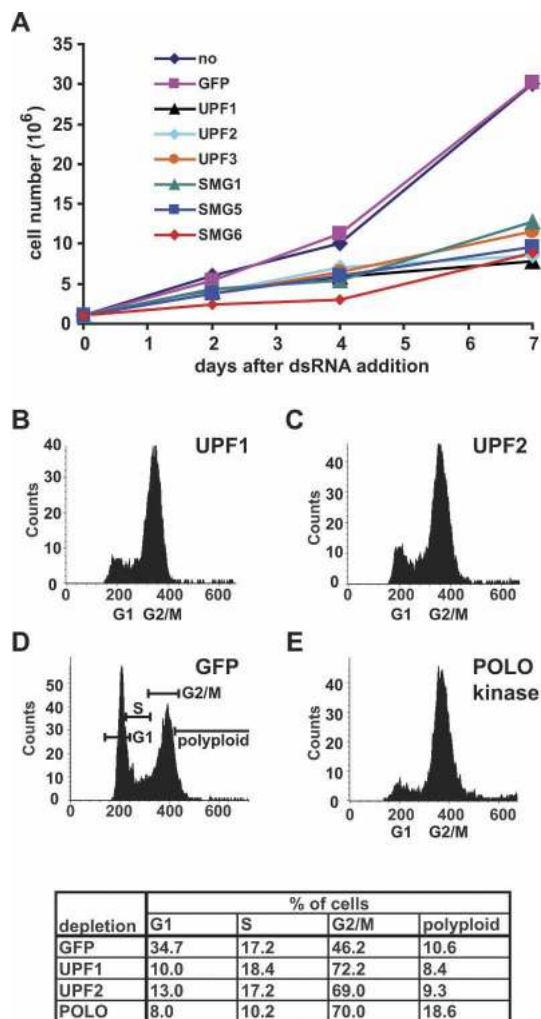 A
35
30
25
20
15
10
5
0
cell number (10⁶)
no
GFP
UPF1
UPF2
UPF3
SMG1
SMG5
SMG6
0 1 2 3 4 5 6 7
days after dsRNA addition
B
UPF1
40
30
20
10
0
Counts
0 200 400 600
G1 G2/M
C
UPF2
40
30
20
10
0
Counts
0 200 400 600
G1 G2/M
D
GFP
50
40
30
20
10
0
Counts
G2/M
S
G1
polyploid
0 200 400 600
E
POLO
kinase
40
30
20
10
0
Counts
0 200 400 600
G1 G2/M
% of cells
depletion G1 S G2/M polyploid
GFP 34.7 17.2 46.2 10.6
UPF1 10.0 18.4 72.2 8.4
UPF2 13.0 17.2 69.0 9.3
POLO 8.0 10.2 70.0 18.6